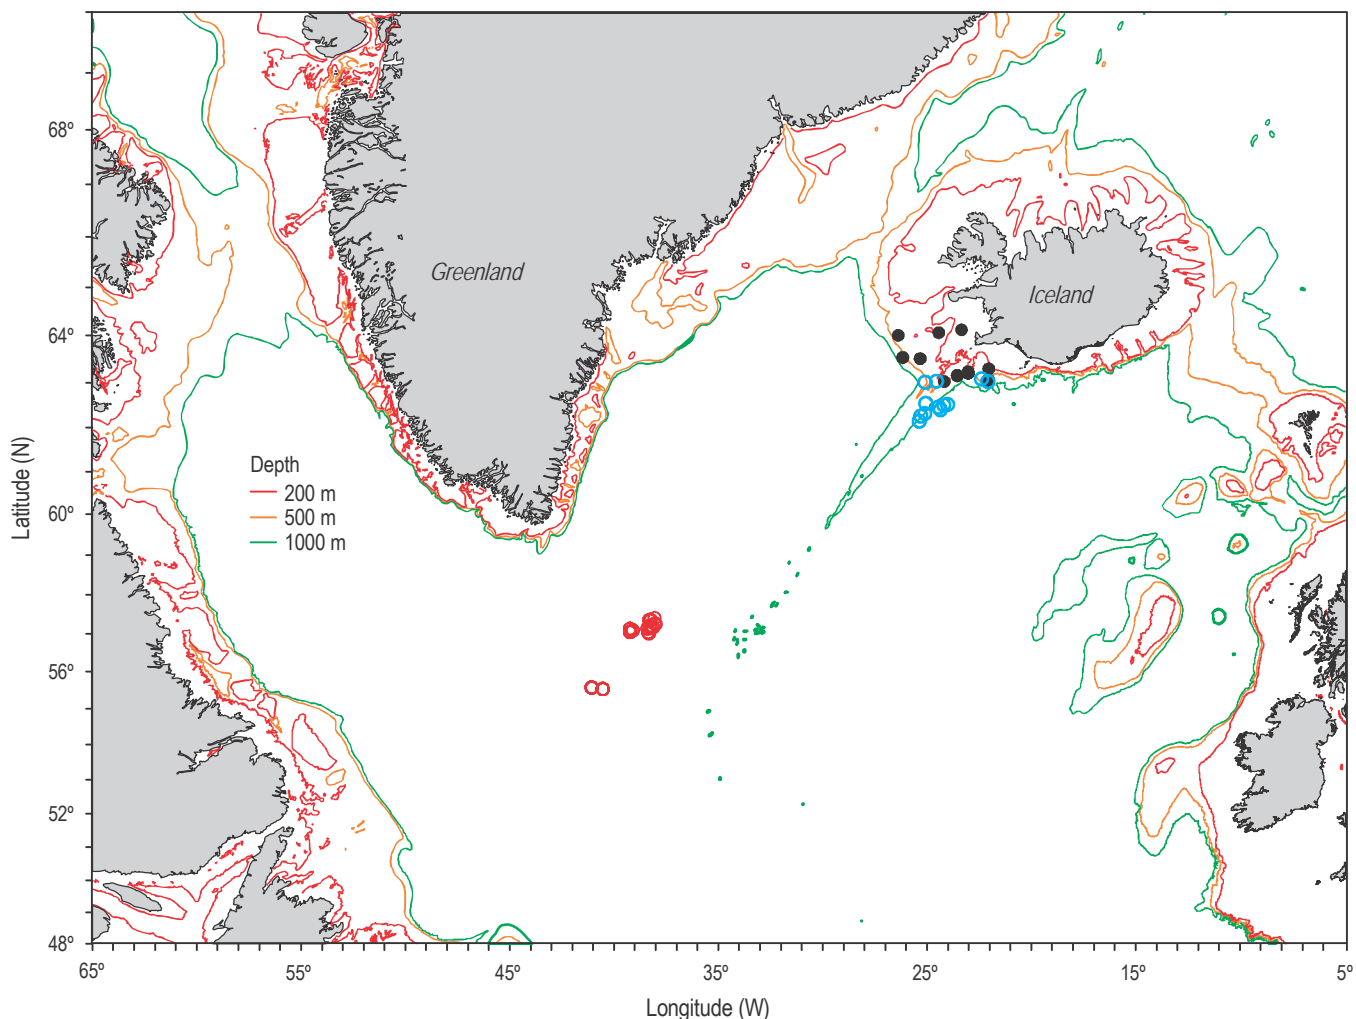 68º
Greenland
Iceland
64º
Latitude (N)
Depth
200 m
500 m
1000 m
60º
56º
52º
48º
65º
55º
45º
35º
25º
15º
5º
Longitude (W)